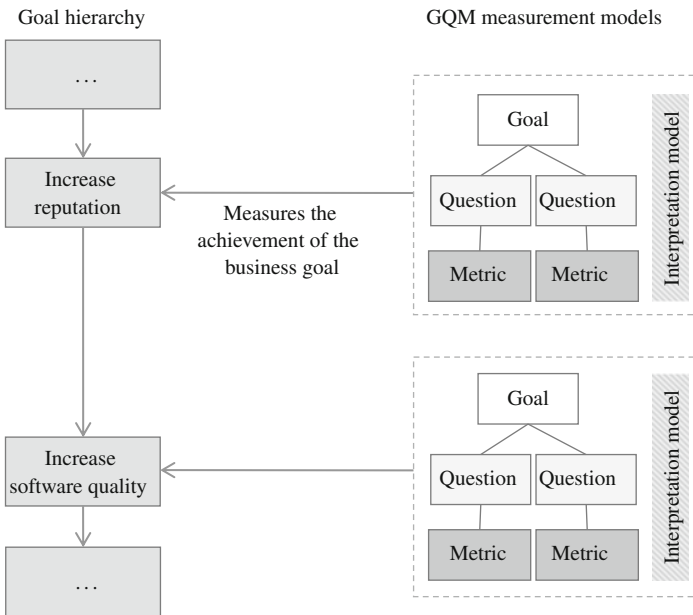 Goal hierarchy
GQM measurement models
...
Increase
reputation
Measures the
achievement of the
business goal
Goal
Question
Question
Metric
Metric
Interpretation model
Increase
software quality
...
Goal
Question
Question
Metric
Metric
Interpretation model